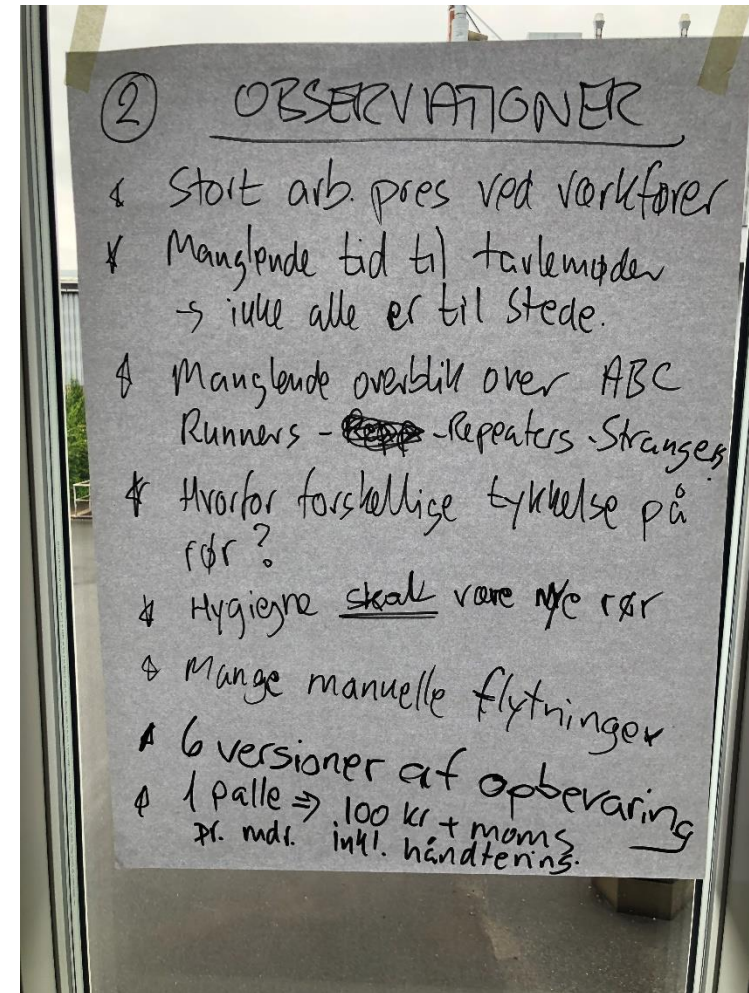 ② OBSERVATIONER
* Stort arb. pres ved værkfører
* Manglende tid til tavlemøder
→ ikke alle er til stede.
* Manglende overblik over ABC
Runners - -Repeaters -Strangers
* Hvorfor forskellige tykkelse på
rør?
* Hygiejne skal være nye rør
* Mange manuelle flytninger
* 6 versioner af opbevaring
* 1 palle ⇒ 100 kr + moms
pr. mdr. inkl. håndtering.